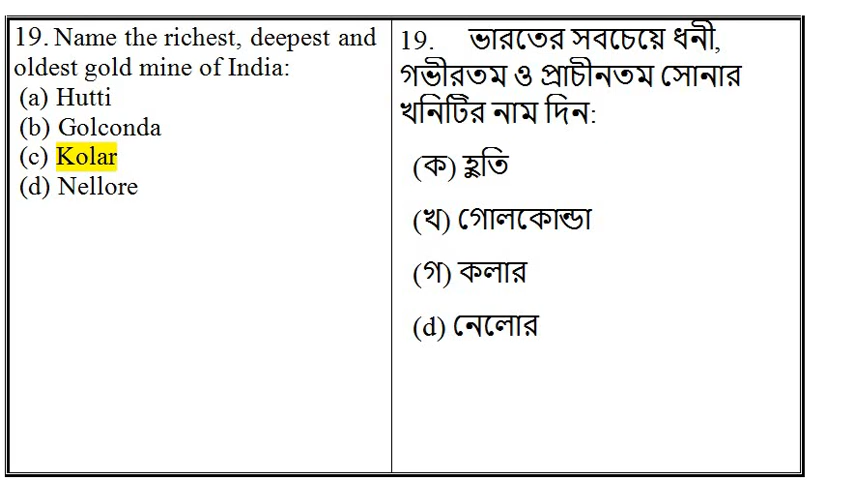 19. Name the richest, deepest and
oldest gold mine of India:
(a) Hutti
(b) Golconda
(c) Kolar
(d) Nellore
19. ভারতের সবচেয়ে ধনী,
গভীরতম ও প্রাচীনতম সোনার
খনিটির নাম দিন:
(ক) হুতি
(খ) গোলকোন্ডা
(গ) কলার
(d) নেলোর